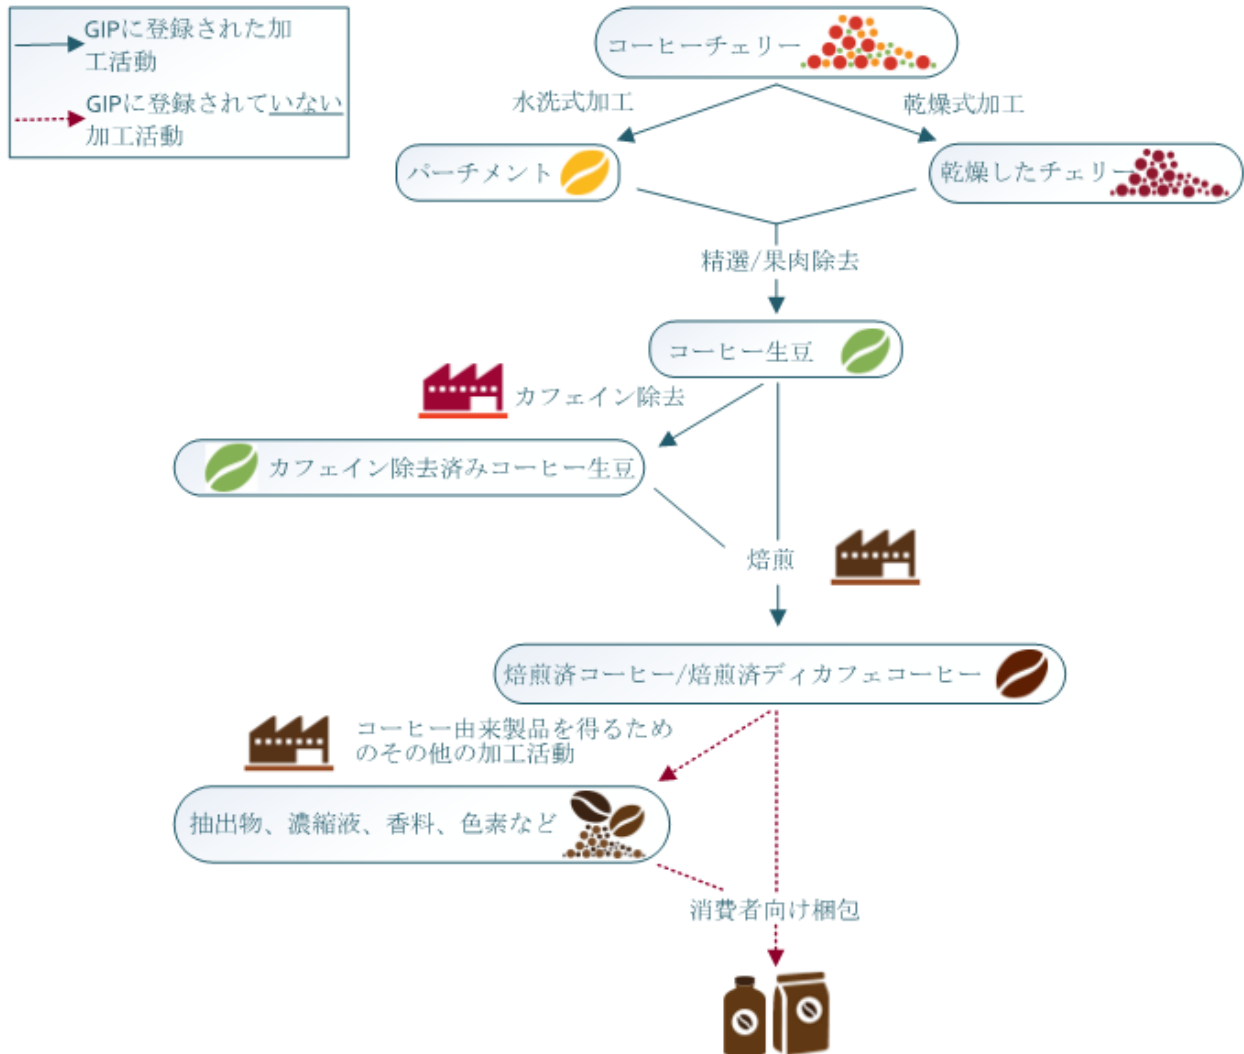 GIPに登録された加
工活動
GIPに登録されていない
加工活動
コーヒーチェリー
水洗式加工
乾燥式加工
パーチメント
乾燥したチェリー
精選/果肉除去
コーヒー生豆
カフェイン除去
カフェイン除去済みコーヒー生豆
焙煎
焙煎済コーヒー/焙煎済ディカフェコーヒー
コーヒー由来製品を得るため
のその他の加工活動
抽出物、濃縮液、香料、色素など
消費者向け梱包